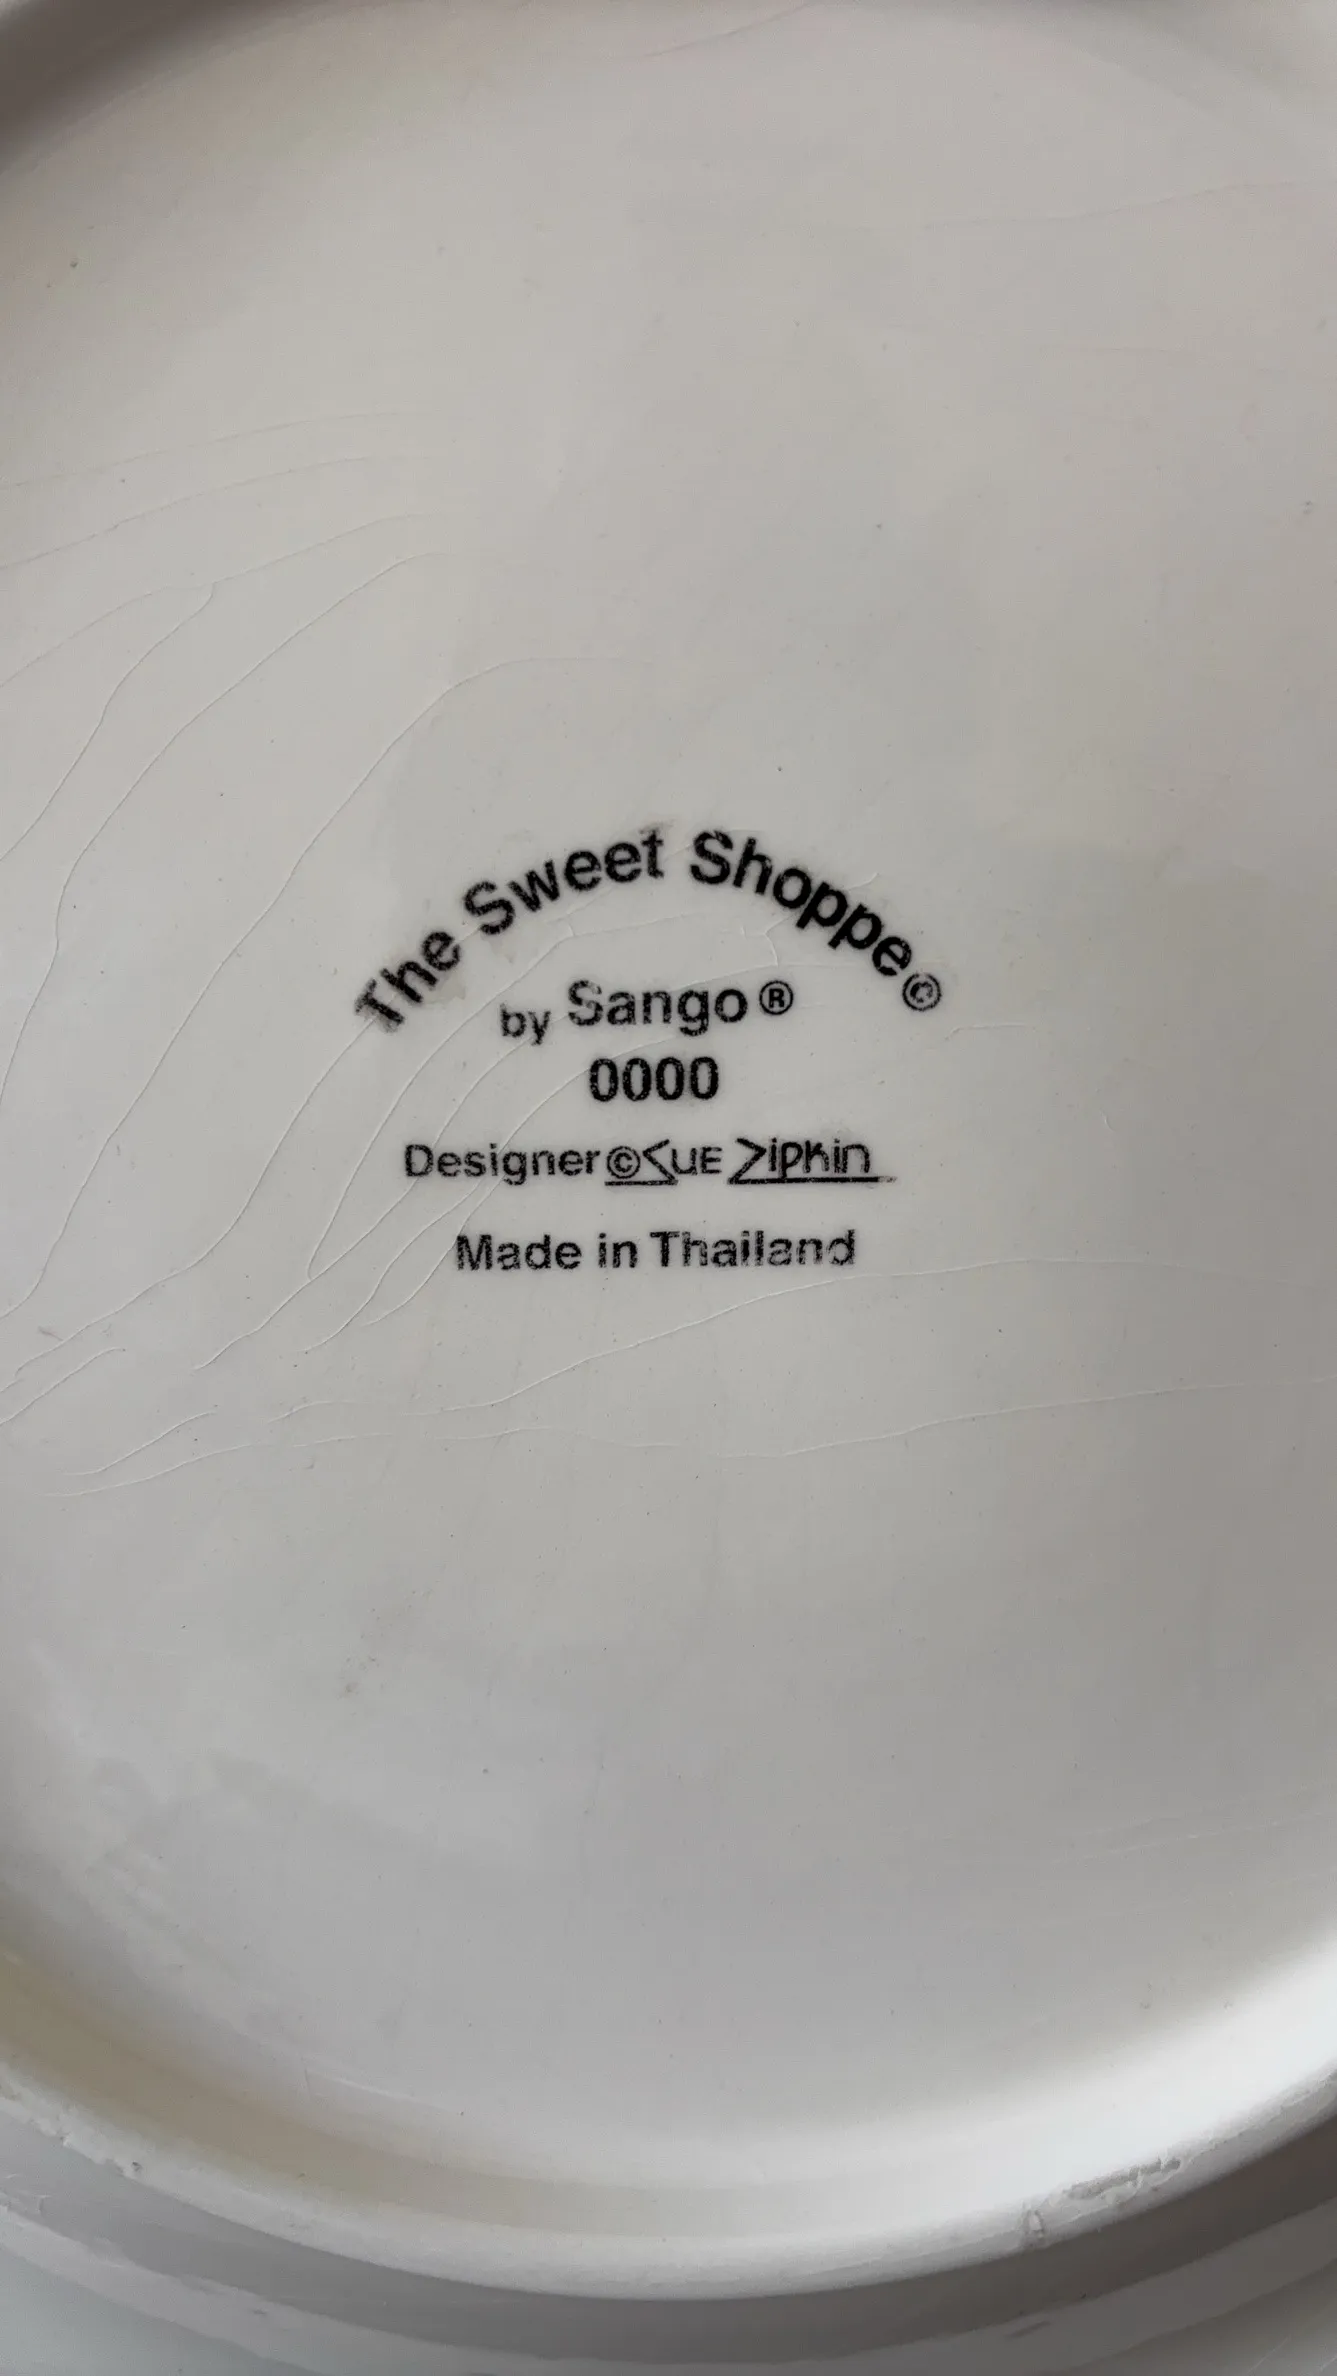 The Sweet Shoppe©
by Sango®
0000
Designer © SUE Zipkin
Made in Thailand